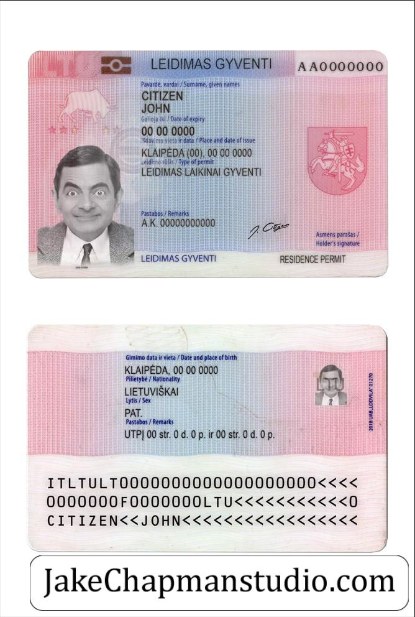 LTU
LEIDIMAS GYVENTI
AA0000000
Pavardė, vardai / Surname, given names
CITIZEN
JOHN
Galioja iki / Date of expiry
00 00 0000
Išdavimo vieta ir data / Place and date of issue
KLAIPĖDA (00), 00 00 0000
Leidimo rūšis / Type of permit
LEIDIMAS LAIKINAI GYVENTI
Pastabos / Remarks
A.K. 00000000000
Asmens parašas /
Holder's signature
LEIDIMAS GYVENTI
RESIDENCE PERMIT
Gimimo data ir vieta / Date and place of birth
KLAIPĖDA, 00 00 0000
Pilietybė / Nationality
LIETUVIŠKAI
Lytis / Sex
PAT.
Pastabos / Remarks
UTPĮ 00 str. 0 d. 0 p. ir 00 str. 0 d. 0 p.
ITLTULT0000000000000000000<<<<
0000000F0000000LTU<<<<<<<<<<<0
CITIZEN<<JOHN<<<<<<<<<<<<<<<<<
JakeChapmanstudio.com